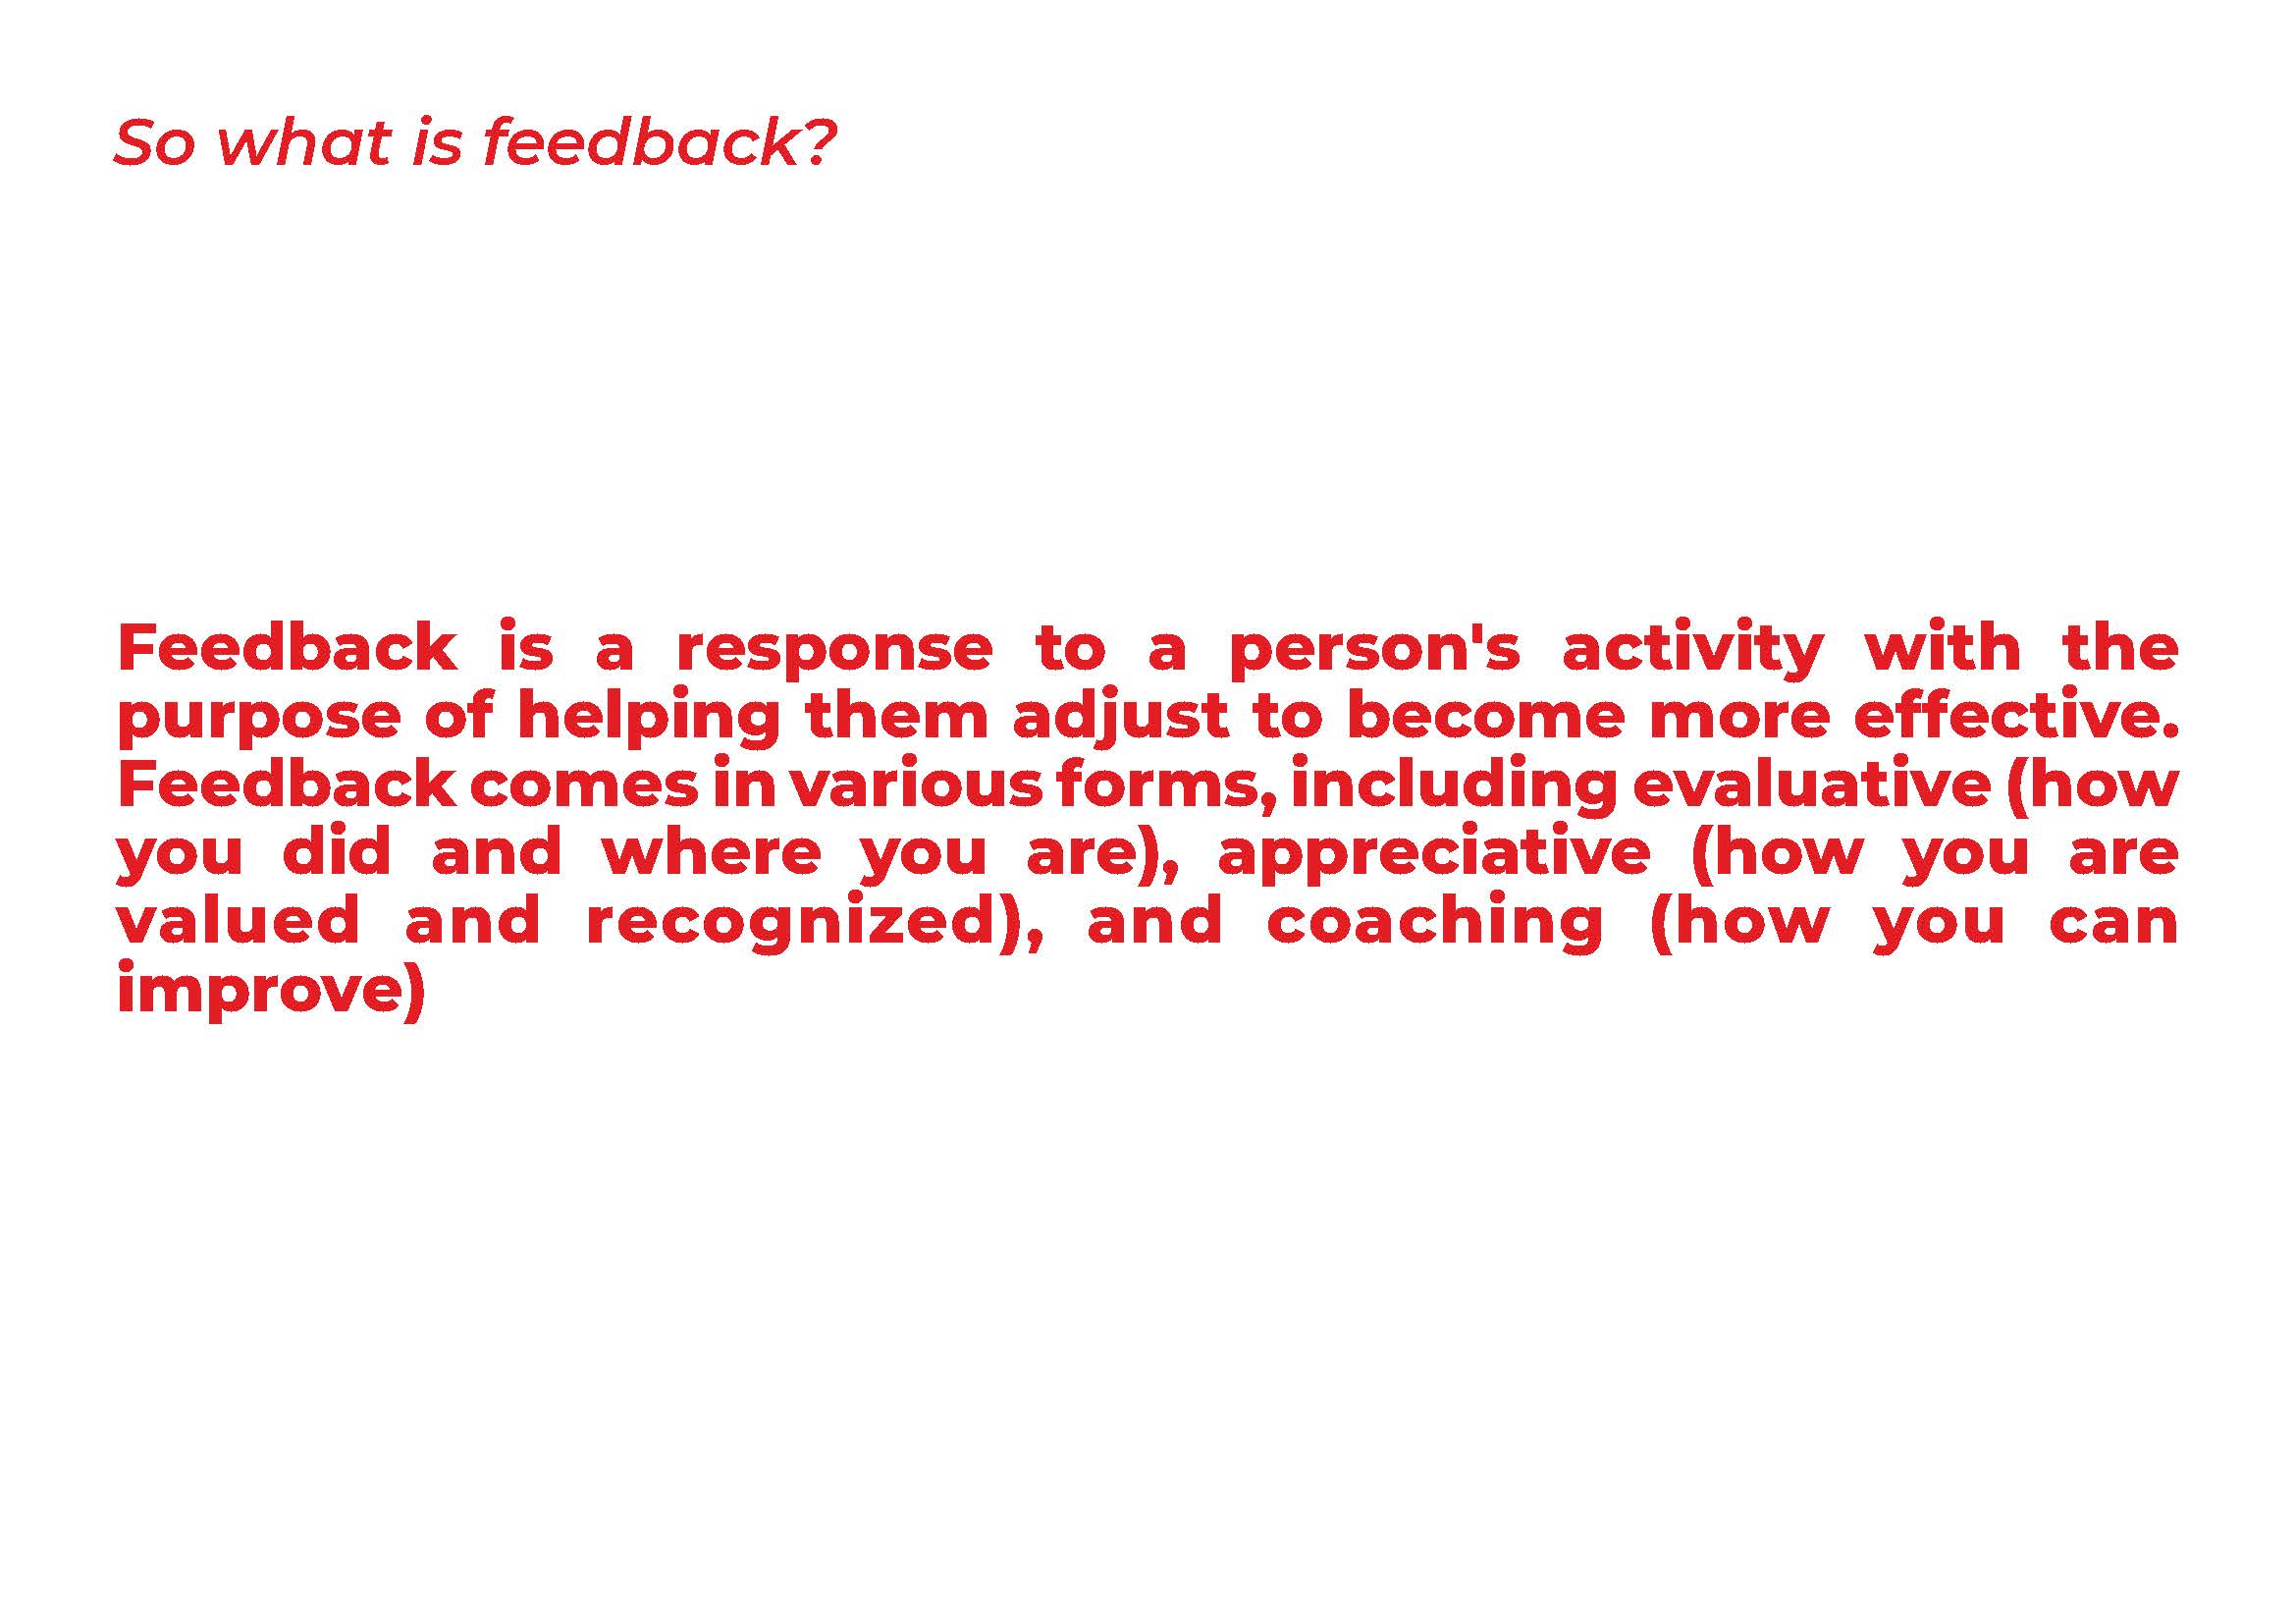 So what is feedback?
Feedback is a response to a person's activity with the
purpose of helping them adjust to become more effective.
Feedback comes in various forms, including evaluative (how
you did and where you are), appreciative (how you are
valued and recognized), and coaching (how you can
improve)